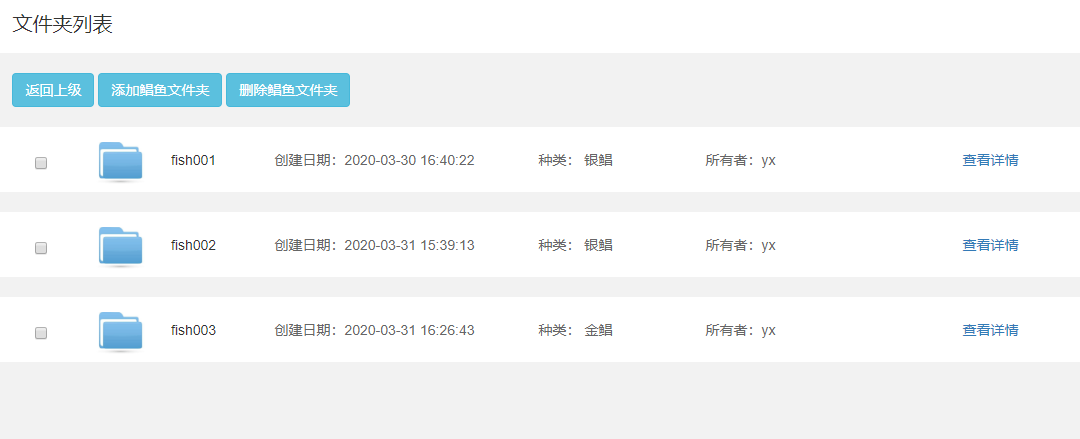 文件夹列表
返回上级 添加鲳鱼文件夹 删除鲳鱼文件夹
fish001 创建日期：2020-03-30 16:40:22 种类： 银鲳 所有者：yx 查看详情
fish002 创建日期：2020-03-31 15:39:13 种类： 银鲳 所有者：yx 查看详情
fish003 创建日期：2020-03-31 16:26:43 种类： 金鲳 所有者：yx 查看详情